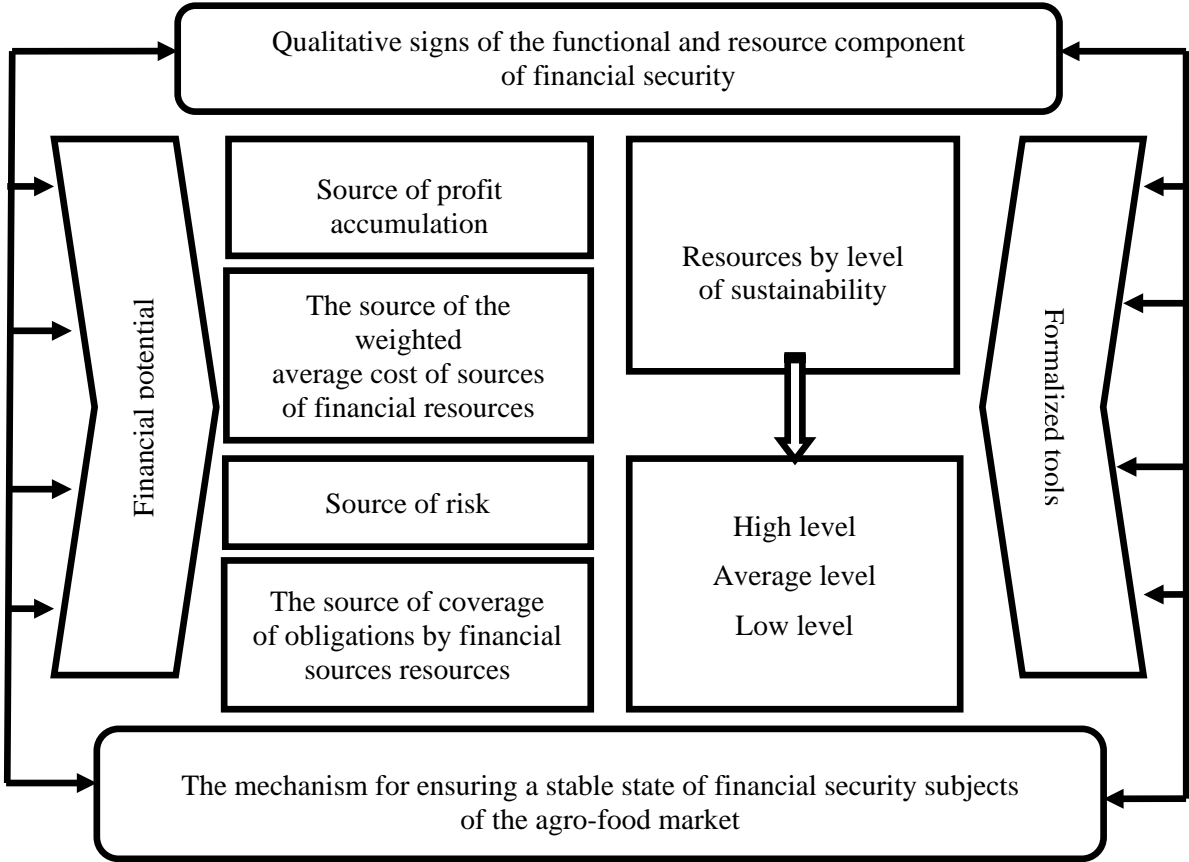 Qualitative signs of the functional and resource component
of financial security
Financial potential
Source of profit
accumulation
The source of the
weighted
average cost of sources
of financial resources
Source of risk
The source of coverage
of obligations by financial
sources resources
Resources by level
of sustainability
High level
Average level
Low level
Formalized tools
The mechanism for ensuring a stable state of financial security subjects
of the agro-food market